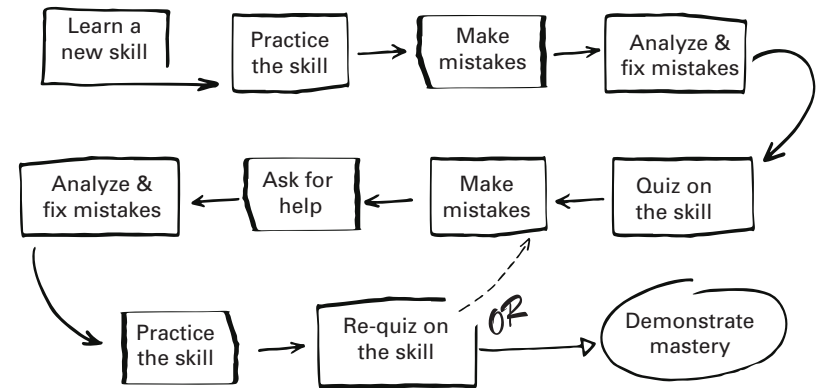 Learn a
new skill
Practice
the skill
Make
mistakes
Analyze &
fix mistakes
Quiz on
the skill
Make
mistakes
Ask for
help
Analyze &
fix mistakes
Practice
the skill
Re-quiz on
the skill
OR
Demonstrate
mastery